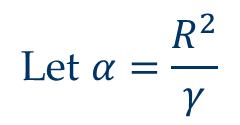 Let α = R²/γ